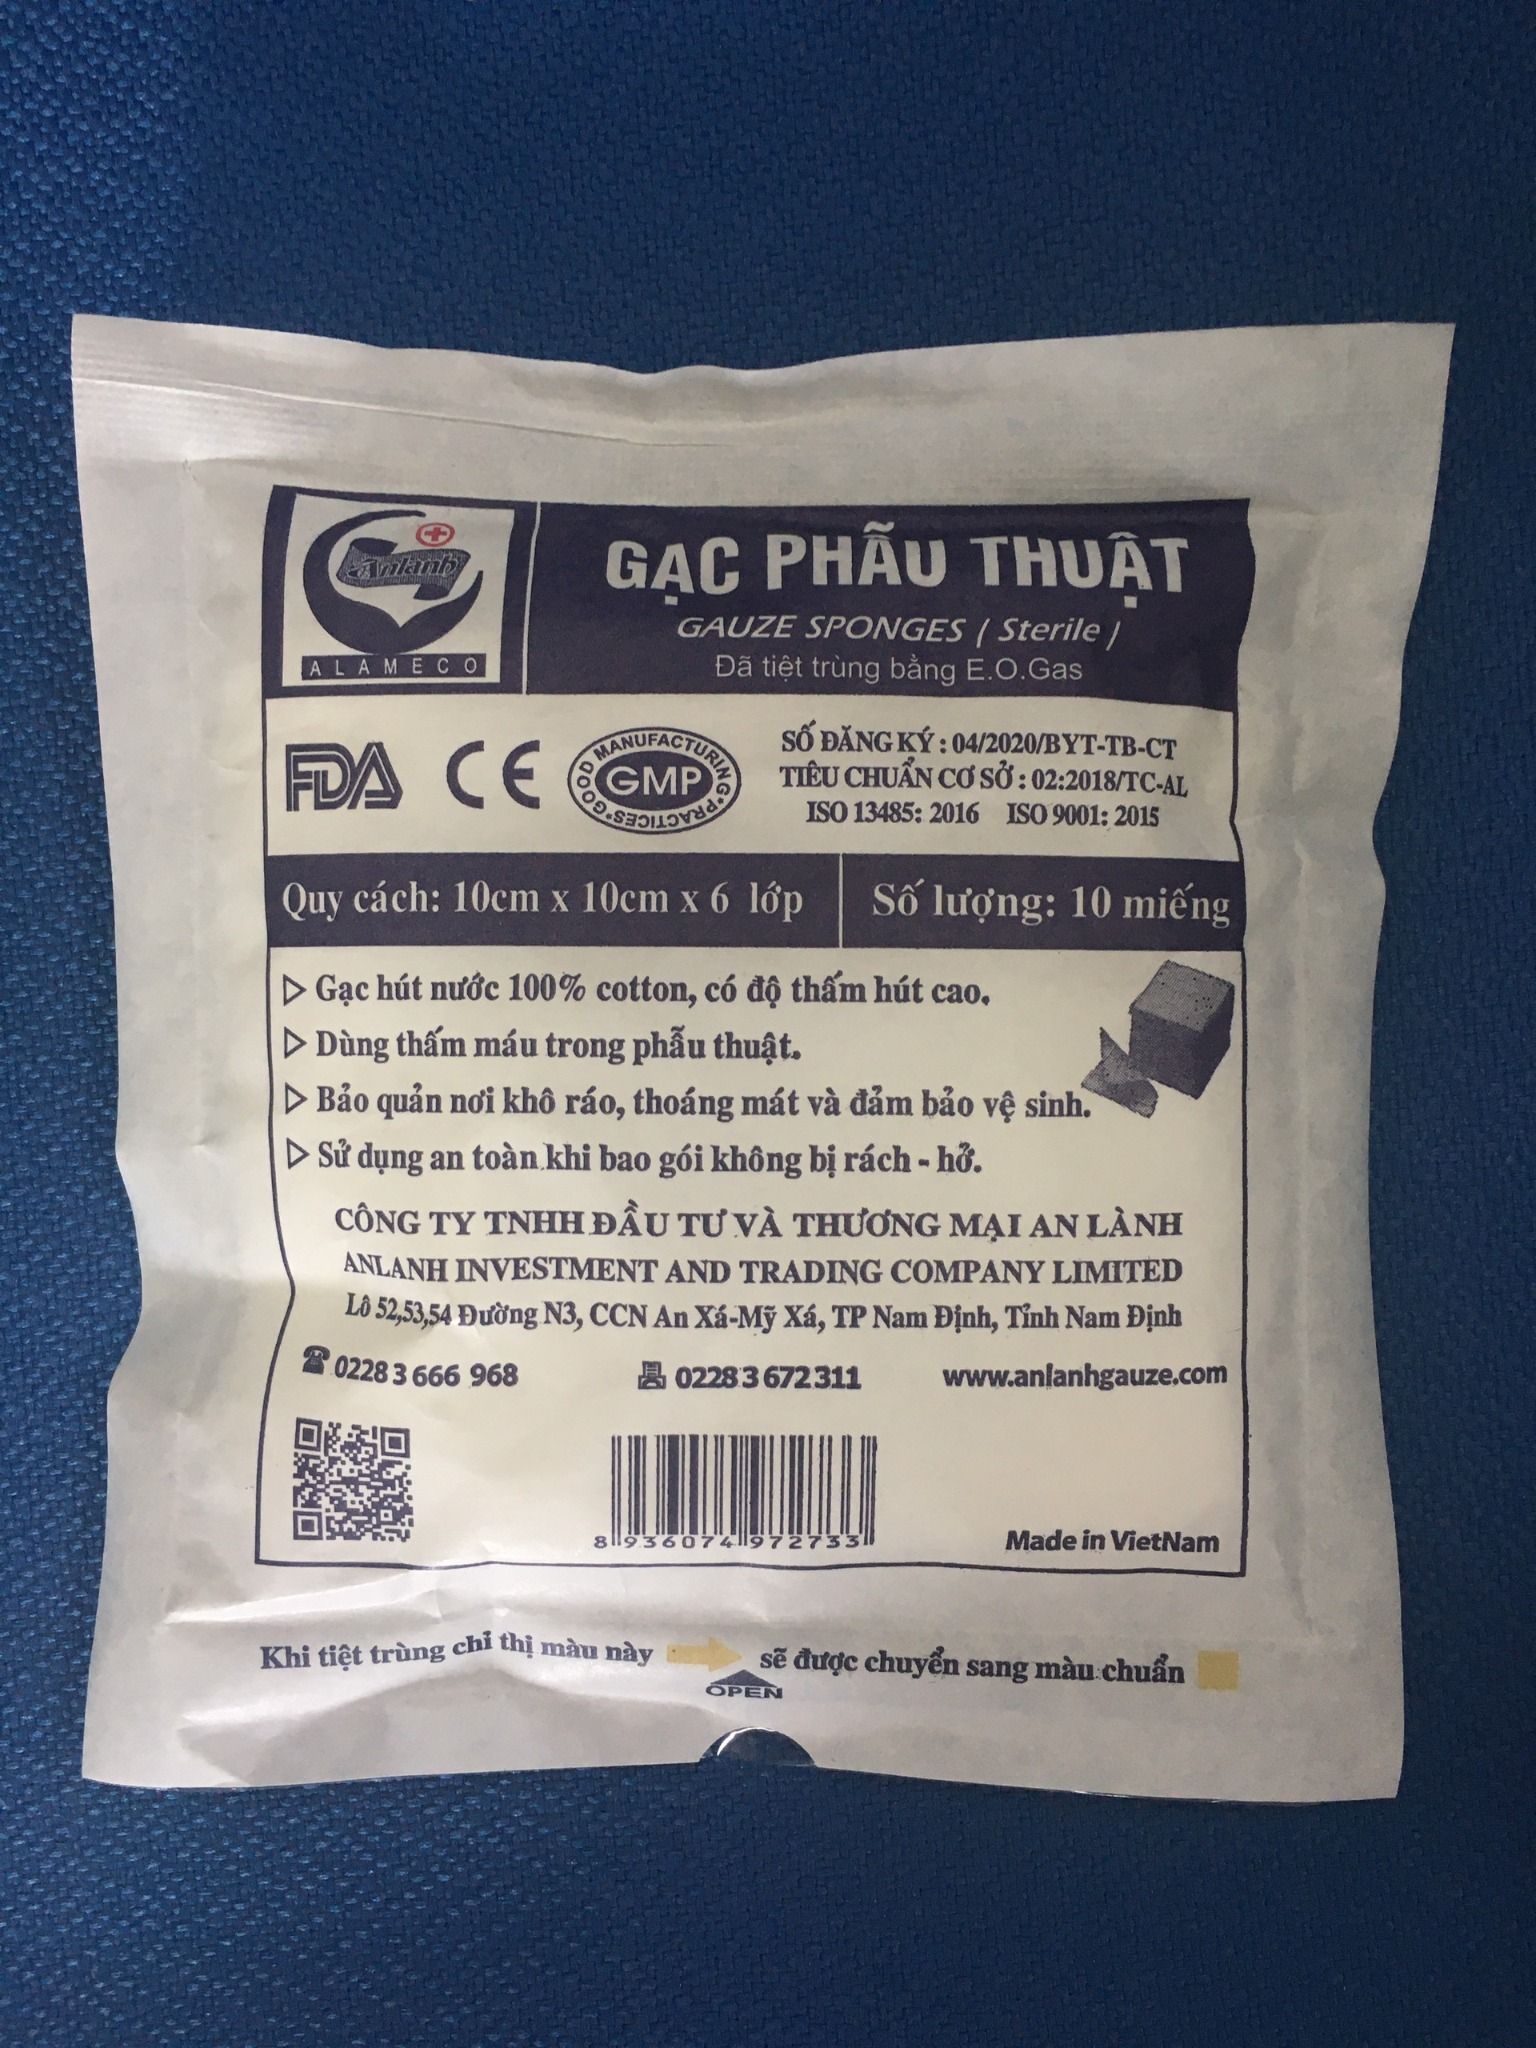 Anlanh
ALAMECO
GẠC PHẪU THUẬT
GAUZE SPONGES ( Sterile )
Đã tiệt trùng bằng E.O.Gas
FDA
CE
GOOD MANUFACTURING PRACTICES
GMP
SỐ ĐĂNG KÝ : 04/2020/BYT-TB-CT
TIÊU CHUẨN CƠ SỞ : 02:2018/TC-AL
ISO 13485: 2016 ISO 9001: 2015
Quy cách: 10cm x 10cm x 6 lớp
Số lượng: 10 miếng
Gạc hút nước 100% cotton, có độ thấm hút cao.
Dùng thấm máu trong phẫu thuật.
Bảo quản nơi khô ráo, thoáng mát và đảm bảo vệ sinh.
Sử dụng an toàn khi bao gói không bị rách - hở.
CÔNG TY TNHH ĐẦU TƯ VÀ THƯƠNG MẠI AN LÀNH
ANLANH INVESTMENT AND TRADING COMPANY LIMITED
Lô 52,53,54 Đường N3, CCN An Xá-Mỹ Xá, TP Nam Định, Tỉnh Nam Định
0228 3 666 968
0228 3 672 311
www.anlanhgauze.com
8 936074 972733
Made in VietNam
Khi tiệt trùng chỉ thị màu này sẽ được chuyển sang màu chuẩn
OPEN